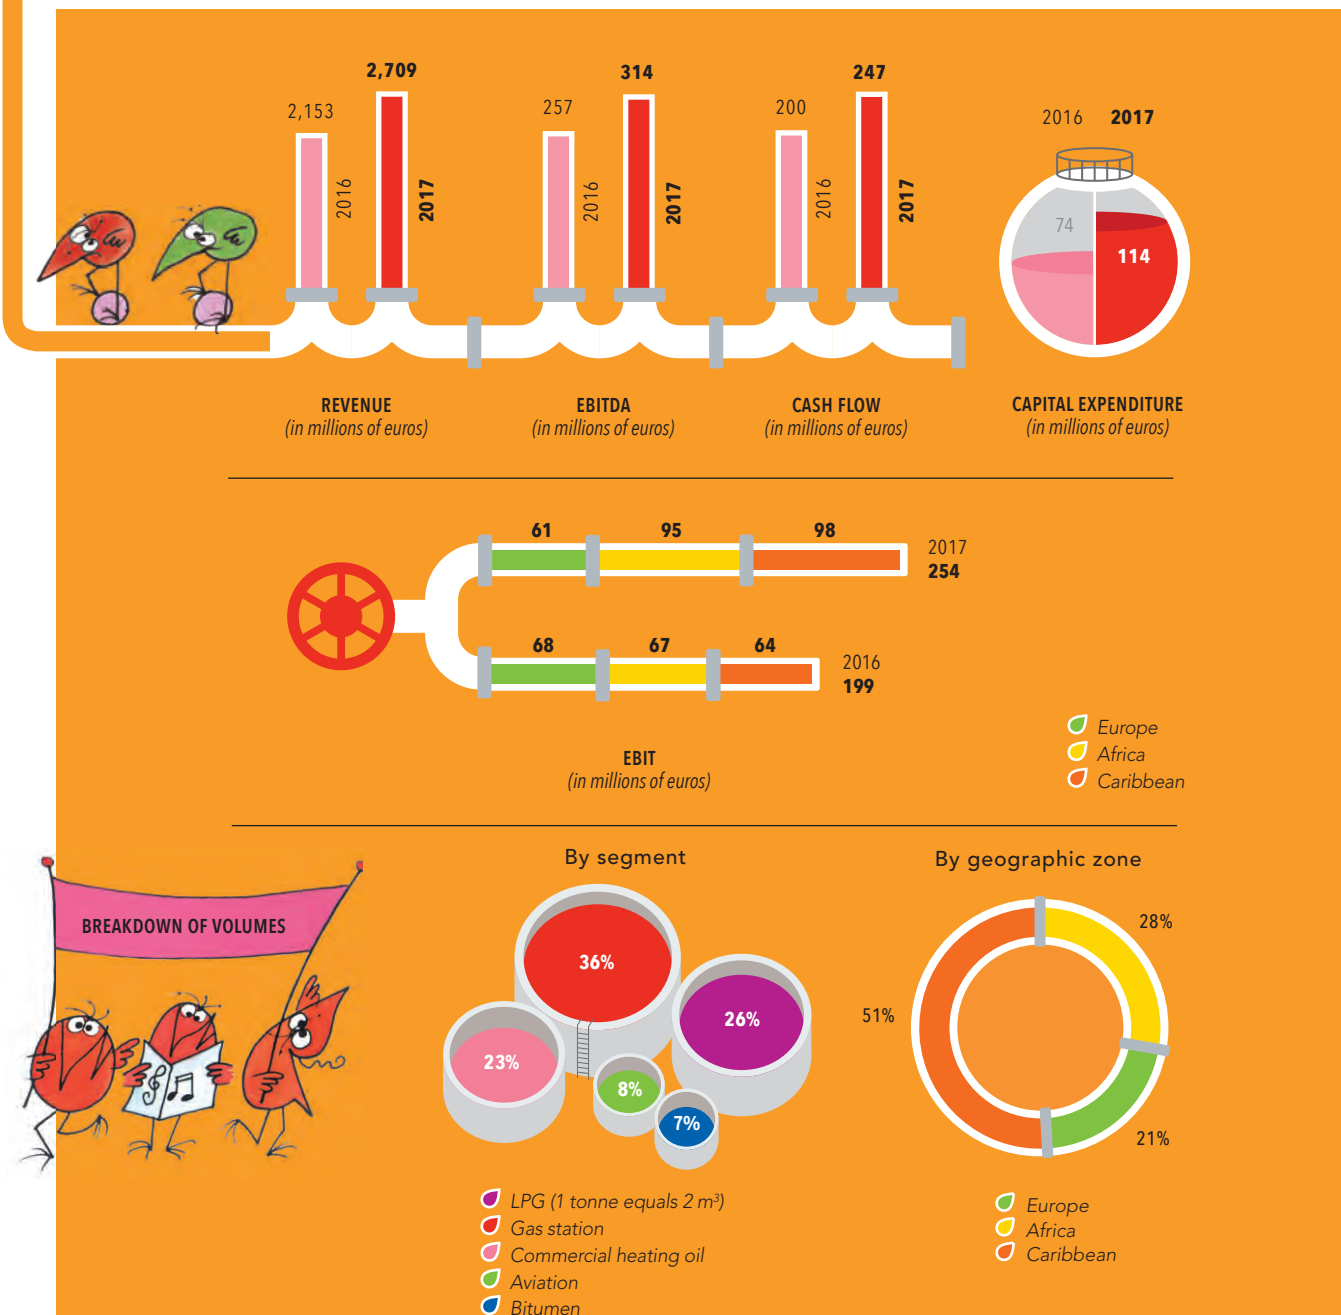 2,153
2016
2,709
2017
REVENUE
(in millions of euros)
257
2016
314
2017
EBITDA
(in millions of euros)
200
2016
247
2017
CASH FLOW
(in millions of euros)
2016 2017
74
114
CAPITAL EXPENDITURE
(in millions of euros)
61 95 98
2017
254
68 67 64
2016
199
EBIT
(in millions of euros)
Europe
Africa
Caribbean
BREAKDOWN OF VOLUMES
By segment
36%
26%
23%
8%
7%
LPG (1 tonne equals 2 m³)
Gas station
Commercial heating oil
Aviation
Bitumen
By geographic zone
28%
51%
21%
Europe
Africa
Caribbean